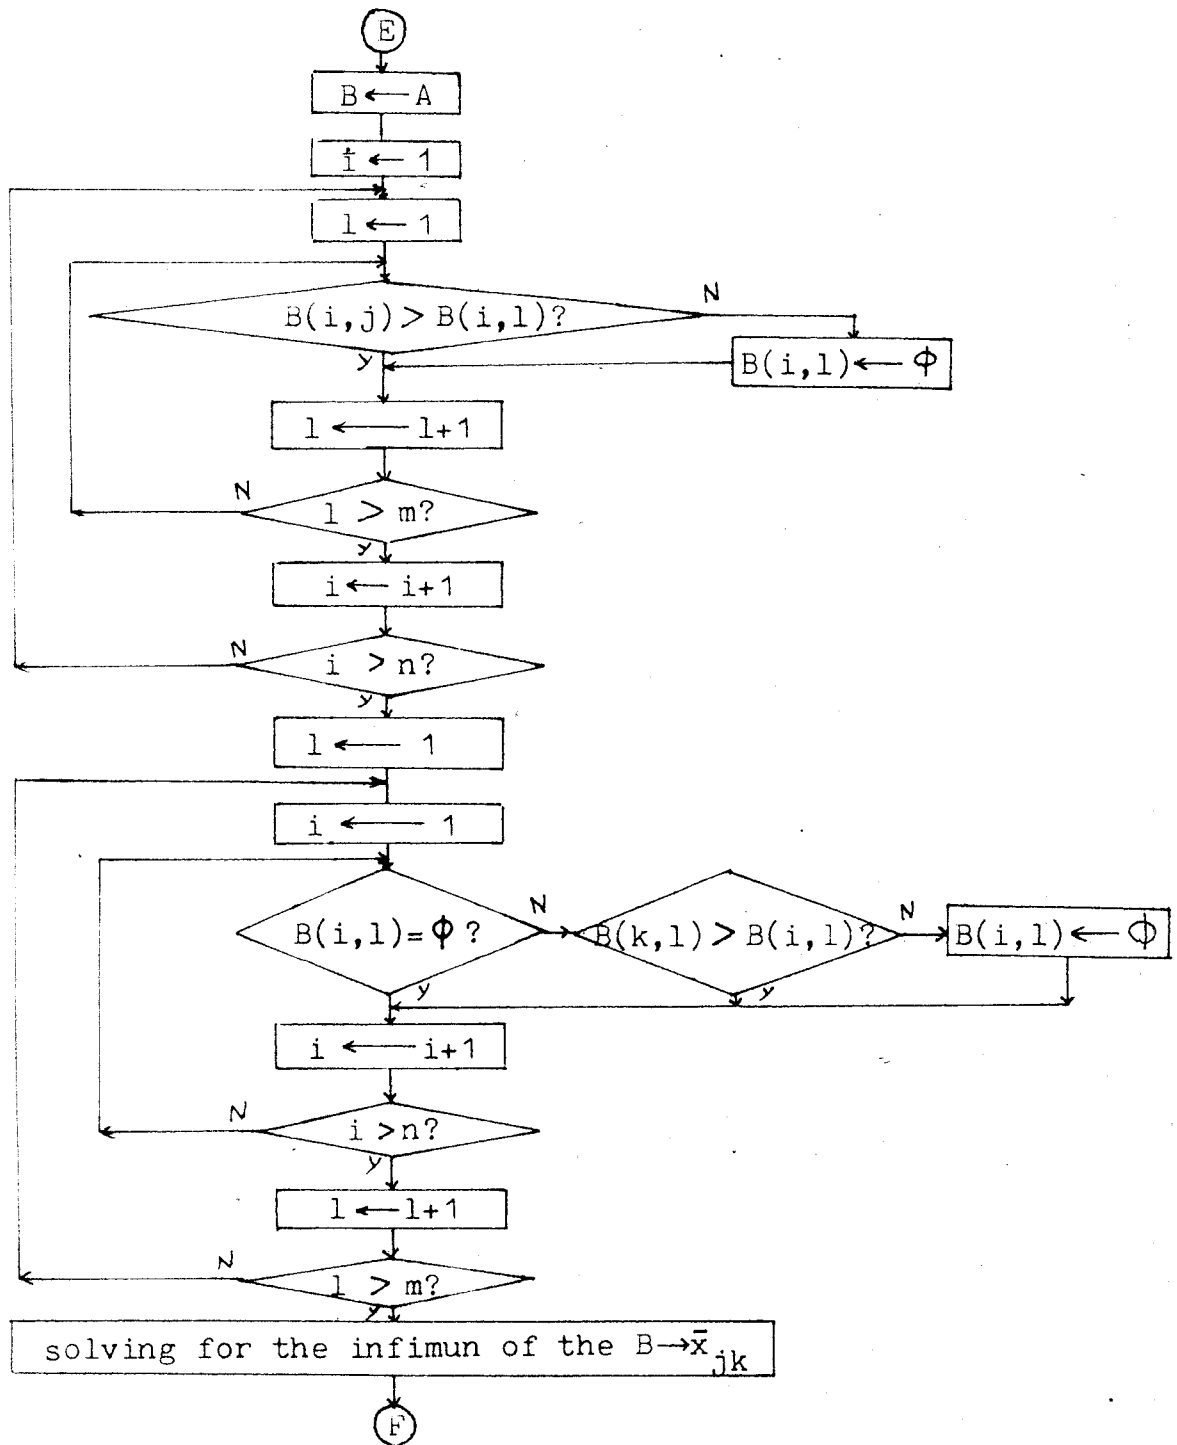 E
B ← A
i ← 1
l ← 1
B(i,j) > B(i,l)?
N
B(i,l) ← Φ
y
l ← l+1
N
l > m?
y
i ← i+1
N
i > n?
y
l ← 1
i ← 1
B(i,l) = Φ ?
N
B(k,l) > B(i,l)?
N
B(i,l) ← Φ
y
y
i ← i+1
N
i > n?
y
l ← l+1
N
l > m?
y
solving for the infimun of the B→x̄jk
F